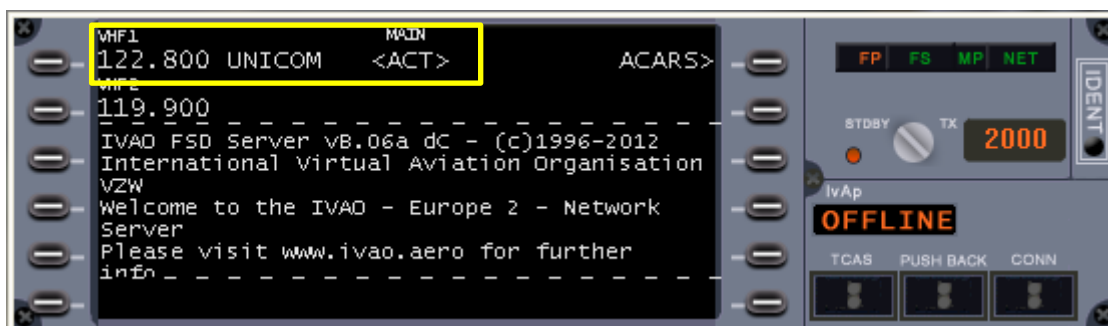 VHF1 MAIN
122.800 UNICOM <ACT> ACARS>
VHF2
119.900
IVAO FSD Server vB.06a dC - (c)1996-2012
International Virtual Aviation Organisation
VZW
Welcome to the IVAO - Europe 2 - Network
Server
Please visit www.ivao.aero for further
info
FP FS MP NET
IDENT
STDBY TX 2000
IvAp
OFFLINE
TCAS PUSH BACK CONN